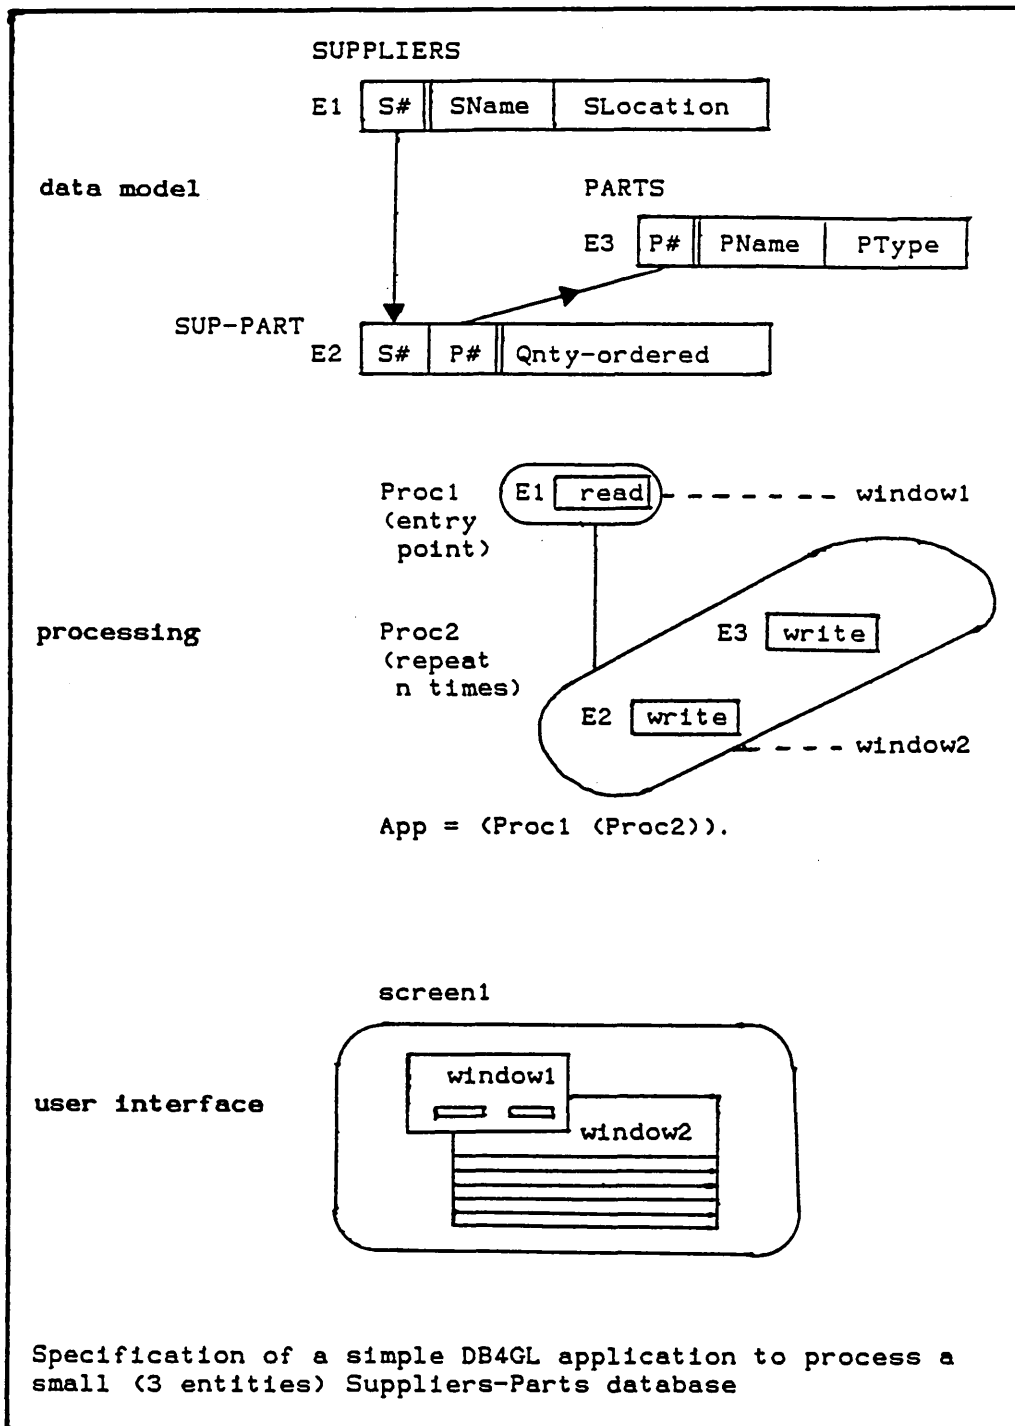 SUPPLIERS
E1 S# SName SLocation
data model
PARTS
E3 P# PName PType
SUP-PART
E2 S# P# Qnty-ordered
Proc1
(entry
point)
E1 read
window1
processing
Proc2
(repeat
n times)
E3 write
E2 write
window2
App = (Proc1 (Proc2)).
screen1
user interface
window1
window2
Specification of a simple DB4GL application to process a
small (3 entities) Suppliers-Parts database